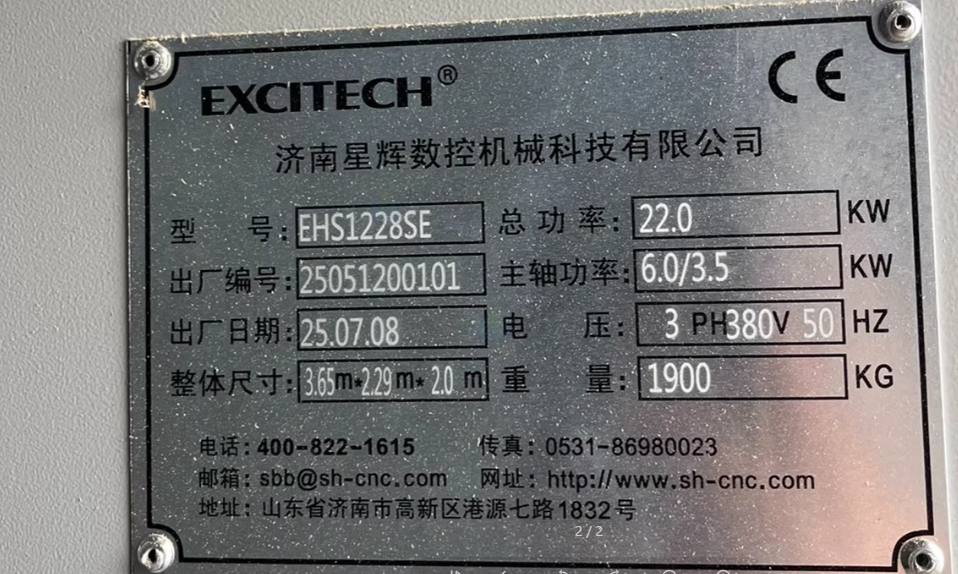 EXCITECH® CE
济南星辉数控机械科技有限公司
型 号: EHS1228SE 总功率: 22.0 KW
出厂编号: 25051200101 主轴功率: 6.0/3.5 KW
出厂日期: 25.07.08 电 压: 3 PH380V 50 HZ
整体尺寸: 3.65m*2.29m* 2.0 m 重 量: 1900 KG
电话: 400-822-1615 传真: 0531-86980023
邮箱: sbb@sh-cnc.com 网址: http://www.sh-cnc.com
地址: 山东省济南市高新区港源七路1832号
2/2